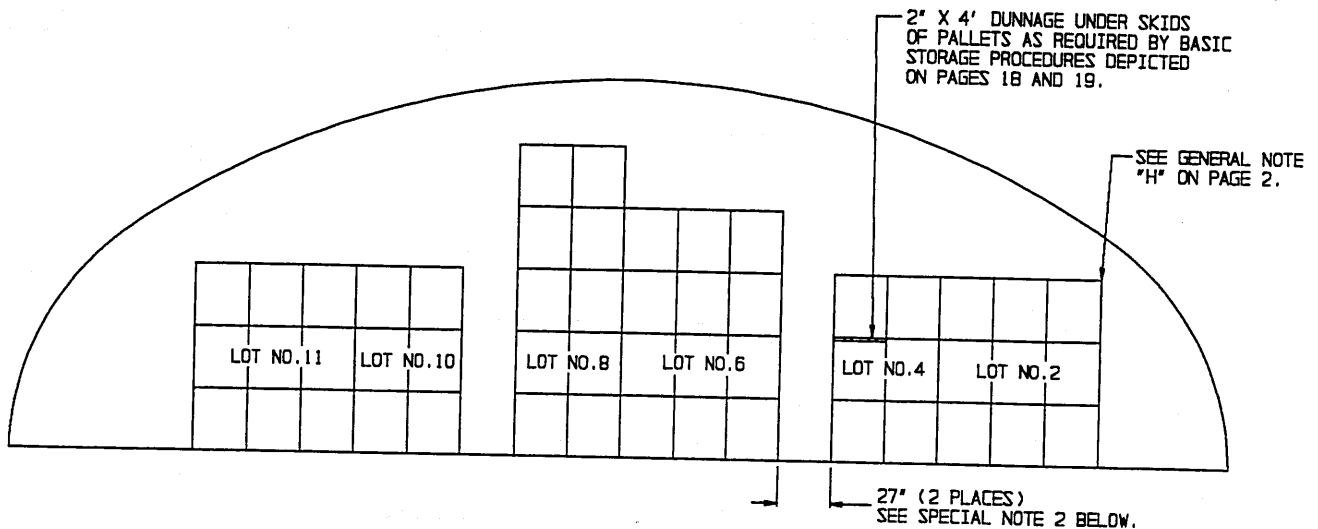 2" X 4' DUNNAGE UNDER SKIDS
OF PALLETS AS REQUIRED BY BASIC
STORAGE PROCEDURES DEPICTED
ON PAGES 18 AND 19.
SEE GENERAL NOTE
"H" ON PAGE 2.
LOT NO.11
LOT NO.10
LOT NO.8
LOT NO.6
LOT NO.4
LOT NO.2
27" (2 PLACES)
SEE SPECIAL NOTE 2 BELOW.